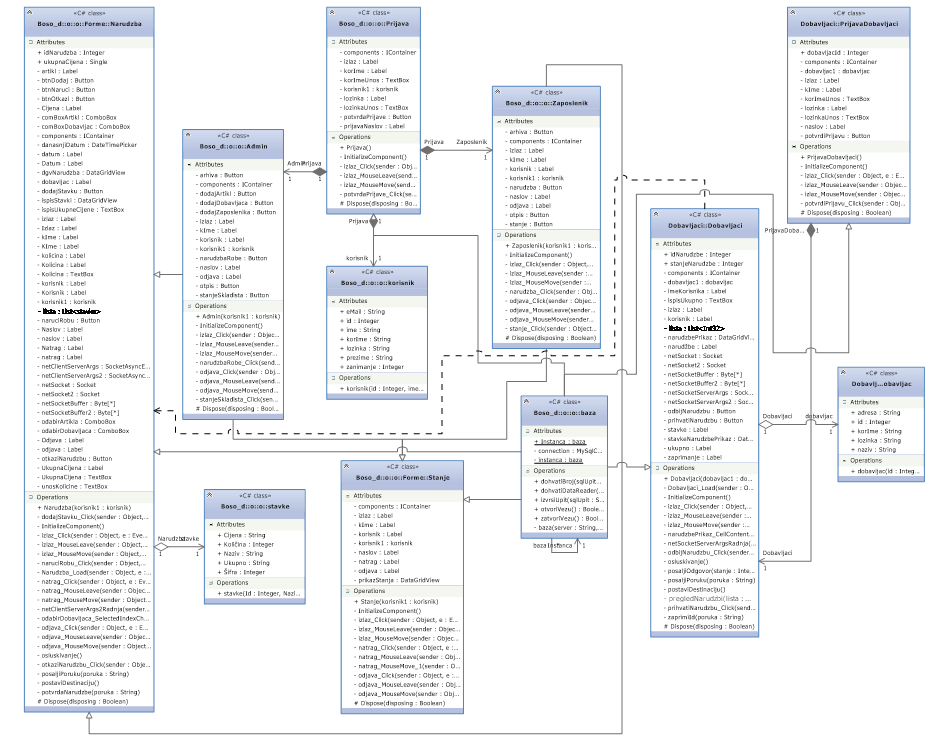 «C# class»
Boso_d::o::o::Forme::Narudzba
Attributes
+ idNarudzba : Integer
+ ukupnaCijena : Single
- artikl : Label
- btnDodaj : Button
- btnNaruci : Button
- btnOtkazi : Button
- Cijena : Label
- comBoxArtikl : ComboBox
- comBoxDobavljac : ComboBox
- components : IContainer
- danasnjiDatum : DateTimePicker
- datum : Label
- Datum : Label
- dgvNarudzba : DataGridView
- dobavljac : Label
- dodajStavku : Button
- ispisStavki : DataGridView
- ispisUkupneCijene : TextBox
- izlaz : Label
- Izlaz : Label
- kIme : Label
- KIme : Label
- kolicina : Label
- Kolicina : Label
- Kolicina : TextBox
- korisnik : Label
- Korisnik : Label
- korisnik1 : korisnik
- lista : List<stavke>
- naruciRobu : Button
- Naslov : Label
- naslov : Label
- Natrag : Label
- natrag : Label
- netClientServerArgs : SocketAsyncE...
- netClientServerArgs2 : SocketAsync...
- netSocket : Socket
- netSocket2 : Socket
- netSocketBuffer : Byte[*]
- netSocketBuffer2 : Byte[*]
- odabirArtikla : ComboBox
- odabirDobavljaca : ComboBox
- Odjava : Label
- odjava : Label
- otkaziNarudzbu : Button
- UkupnaCijena : Label
- UkupnaCijena : TextBox
- unosKolicine : TextBox
Operations
+ Narudzba(korisnik1 : korisnik)
- dodajStavku_Click(sender : Object,...
- InitializeComponent()
- izlaz_Click(sender : Object, e : Eve...
- izlaz_MouseLeave(sender : Object,...
- izlaz_MouseMove(sender : Object,...
- naruciRobu_Click(sender : Object,...
- Narudzba_Load(sender : Object, e ...
- natrag_Click(sender : Object, e : Ev...
- natrag_MouseLeave(sender : Object...
- natrag_MouseMove(sender : Object...
- netClientServerArgs2Radnja(sender...
- odabirDobavljaca_SelectedIndexCh...
- odjava_Click(sender : Object, e : E...
- odjava_MouseLeave(sender : Object...
- odjava_MouseMove(sender : Object...
- osluskivanje()
- otkaziNarudzbu_Click(sender : Obje...
- posaljiPoruku(poruka : String)
- postaviDestinaciju()
- potvrdaNarudzbe(poruka : String)
# Dispose(disposing : Boolean)
«C# class»
Boso_d::o::o::Admin
Attributes
- arhiva : Button
- components : IContainer
- dodajArtikl : Button
- dodajDobavljaca : Button
- dodajZaposlenika : Button
- izlaz : Label
- kIme : Label
- korisnik : Label
- korisnik1 : korisnik
- narudzbaRobe : Button
- naslov : Label
- odjava : Label
- otpis : Button
- stanjeSkladista : Button
Operations
+ Admin(korisnik1 : korisnik)
- InitializeComponent()
- izlaz_Click(sender : Objec...
- izlaz_MouseLeave(sender...
- izlaz_MouseMove(sender...
- narudzbaRobe_Click(send...
- odjava_Click(sender : Obj...
- odjava_MouseLeave(send...
- odjava_MouseMove(send...
- stanjeSkladista_Click(sen...
# Dispose(disposing : Bool...
«C# class»
Boso_d::o::o::Prijava
Attributes
- components : IContainer
- izlaz : Label
- korIme : Label
- korImeUnos : TextBox
- korisnik1 : korisnik
- lozinka : Label
- lozinkaUnos : TextBox
- potvrdaPrijave : Button
- prijavaNaslov : Label
Operations
+ Prijava()
- InitializeComponent()
- izlaz_Click(sender : Obj...
- izlaz_MouseLeave(send...
- izlaz_MouseMove(send...
- potvrdaPrijave_Click(se...
# Dispose(disposing : Bo...
«C# class»
Boso_d::o::o::Zaposlenik
Attributes
- arhiva : Button
- components : IContainer
- izlaz : Label
- kIme : Label
- korisnik : Label
- korisnik1 : korisnik
- narudzba : Button
- naslov : Label
- odjava : Label
- otpis : Button
- stanje : Button
Operations
+ Zaposlenik(korisnik1 : koris...
- InitializeComponent()
- izlaz_Click(sender : Object,...
- izlaz_MouseLeave(sender :...
- izlaz_MouseMove(sender :...
- narudzba_Click(sender : Obj...
- odjava_Click(sender : Objec...
- odjava_MouseLeave(sender...
- odjava_MouseMove(sender...
- stanje_Click(sender : Objec...
# Dispose(disposing : Boolean)
«C# class»
Dobavljaci::PrijavaDobavljaci
Attributes
+ dobavljacId : Integer
- components : IContainer
- dobavljac1 : dobavljac
- izlaz : Label
- kIme : Label
- korImeUnos : TextBox
- lozinka : Label
- lozinkaUnos : TextBox
- naslov : Label
- potvrdiPrijavu : Button
Operations
+ PrijavaDobavljaci()
- InitializeComponent()
- izlaz_Click(sender : Object, e : E...
- izlaz_MouseLeave(sender : Objec...
- izlaz_MouseMove(sender : Objec...
- potvrdiPrijavu_Click(sender : Obj...
# Dispose(disposing : Boolean)
«C# class»
Boso_d::o::o::korisnik
Attributes
+ eMail : String
+ id : Integer
+ ime : String
+ korIme : String
+ lozinka : String
+ prezime : String
+ zanimanje : Integer
Operations
+ korisnik(id : Integer, ime...
«C# class»
Dobavljaci::Dobavljaci
Attributes
- idNarudzbe : Integer
+ stanjeNarudzbe : Integer
- components : IContainer
- dobavljac1 : dobavljac
- imeKorisnika : Label
- ispisUkupno : TextBox
- izlaz : Label
- korisnik : Label
- lista : List<Int32>
- narudzbePrikaz : DataGridVi...
- narudžbe : Label
- netSocket : Socket
- netSocket2 : Socket
- netSocketBuffer : Byte[*]
- netSocketBuffer2 : Byte[*]
- netSocketServerArgs : Sock...
- netSocketServerArgs2 : Soc...
- odbijNarudzbu : Button
- prihvatiNarudzbu : Button
- stavke : Label
- stavkeNarudzbePrikaz : Dat...
- ukupno : Label
- zaprimanje : Label
Operations
+ Dobavljaci(dobavljac1 : do...
- Dobavljaci_Load(sender : O...
- InitializeComponent()
- izlaz_Click(sender : Object,...
- izlaz_MouseLeave(sender :...
- izlaz_MouseMove(sender :...
- narudzbePrikaz_CellContent...
- netSocketServerArgsRadnja(...
- odbijNarudzbu_Click(sender...
- osluskivanje()
- posaljiOdgovor(stanje : Inte...
- posaljiPoruku(poruka : String)
- postaviDestinaciju()
- pregledNarudzbi(lista : ...
- prihvatiNarudzbu_Click(send...
- zaprimiId(poruka : String)
# Dispose(disposing : Boolean)
«C# class»
Dobavlj...obavljac
Attributes
+ adresa : String
+ id : Integer
+ korIme : String
+ lozinka : String
+ naziv : String
Operations
+ dobavljac(id : Integ...
«C# class»
Boso_d::o::o::baza
Attributes
+ Instanca : baza
- connection : MySqlC...
- instanca : baza
Operations
+ dohvatiBroj(sqlUpit...
+ dohvatiDataReader(...
+ izvrsiUpit(sqlUpit : S...
+ otvoriVezu() : Boole...
+ zatvoriVezu() : Bool...
- baza(server : String,...
«C# class»
Boso_d::o::o::stavke
Attributes
+ Cijena : String
+ Količina : Integer
+ Naziv : String
+ Ukupno : String
+ Šifra : Integer
Operations
+ stavke(Id : Integer, Nazi...
«C# class»
Boso_d::o::o::Forme::Stanje
Attributes
- components : IContainer
- izlaz : Label
- kIme : Label
- korisnik : Label
- korisnik1 : korisnik
- naslov : Label
- natrag : Label
- odjava : Label
- prikazStanja : DataGridView
Operations
+ Stanje(korisnik1 : korisnik)
- InitializeComponent()
- izlaz_Click(sender : Object, e : E...
- izlaz_MouseLeave(sender : Objec...
- izlaz_MouseMove(sender : Objec...
- natrag_Click(sender : Object, e :...
- natrag_MouseLeave(sender : Obj...
- natrag_MouseMove_1(sender : O...
- odjava_Click(sender : Object, e :...
- odjava_MouseLeave(sender : Obj...
- odjava_MouseMove(sender : Obj...
# Dispose(disposing : Boolean)
Prijava
1
Zaposlenik
1
Admin
1
Prijava
1
Prijava
1
korisnik
1
Narudzba
1
stavke
1
baza
1
Instanca
1
PrijavaDoba...
1
Dobavljaci
1
Dobavljaci
1
dobavljac
1